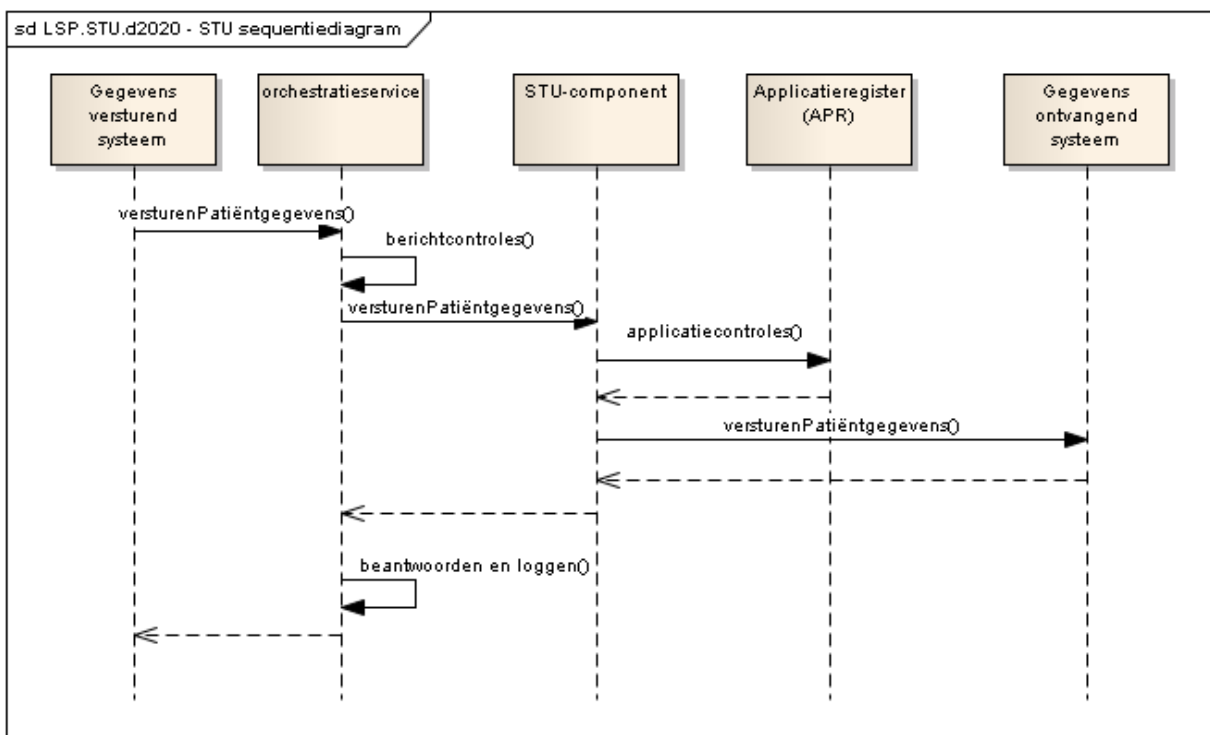 sd LSP.STU.d2020 - STU sequentiediagram
Gegevens
versturend
systeem
orchestratieservice
STU-component
Applicatieregister
(APR)
Gegevens
ontvangend
systeem
versturenPatiëntgegevens()
berichtcontroles()
versturenPatiëntgegevens()
applicatiecontroles()
versturenPatiëntgegevens()
beantwoorden en loggen()